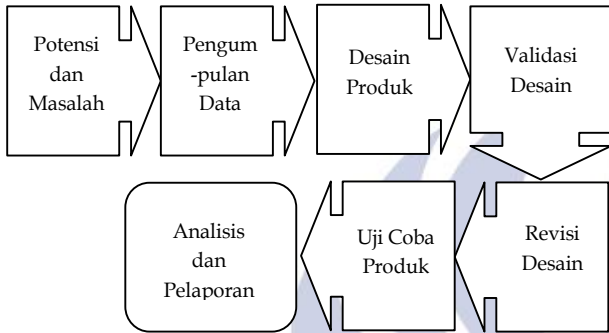 Potensi
dan
Masalah
Pengum
-pulan
Data
Desain
Produk
Validasi
Desain
Revisi
Desain
Uji Coba
Produk
Analisis
dan
Pelaporan